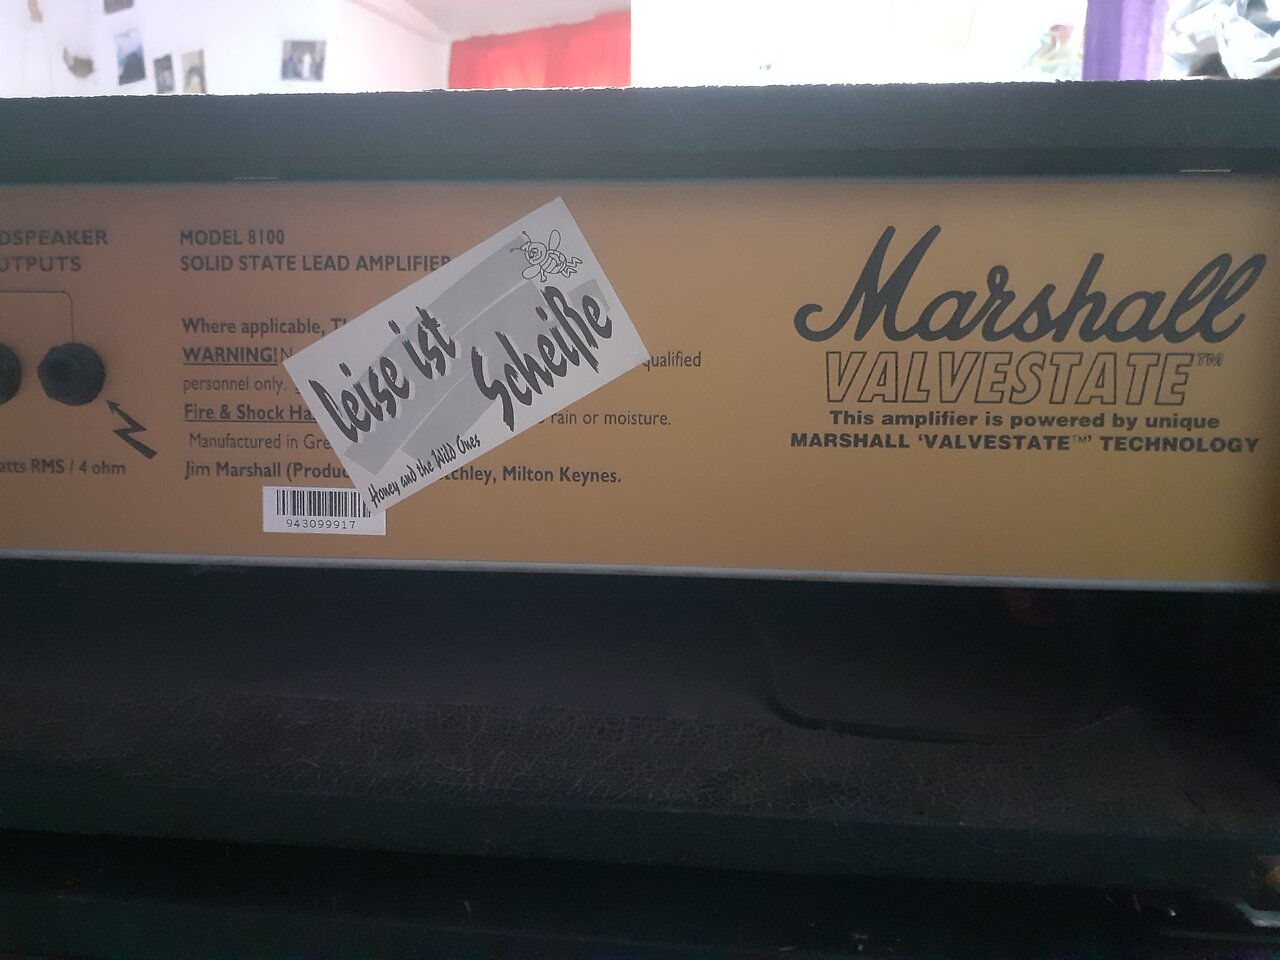 DSPEAKER
UTPUTS
atts RMS / 4 ohm
MODEL 8100
SOLID STATE LEAD AMPLIFIER
Where applicable,
WARNING!
qualified
personnel only.
Fire & Shock Ha
rain or moisture.
Manufactured in Gre
Jim Marshall (Produc
tchley, Milton Keynes.
943099917
leise ist
Scheiße
Honey and the Wild Ones
Marshall
VALVESTATE™
This amplifier is powered by unique
MARSHALL 'VALVESTATE™' TECHNOLOGY